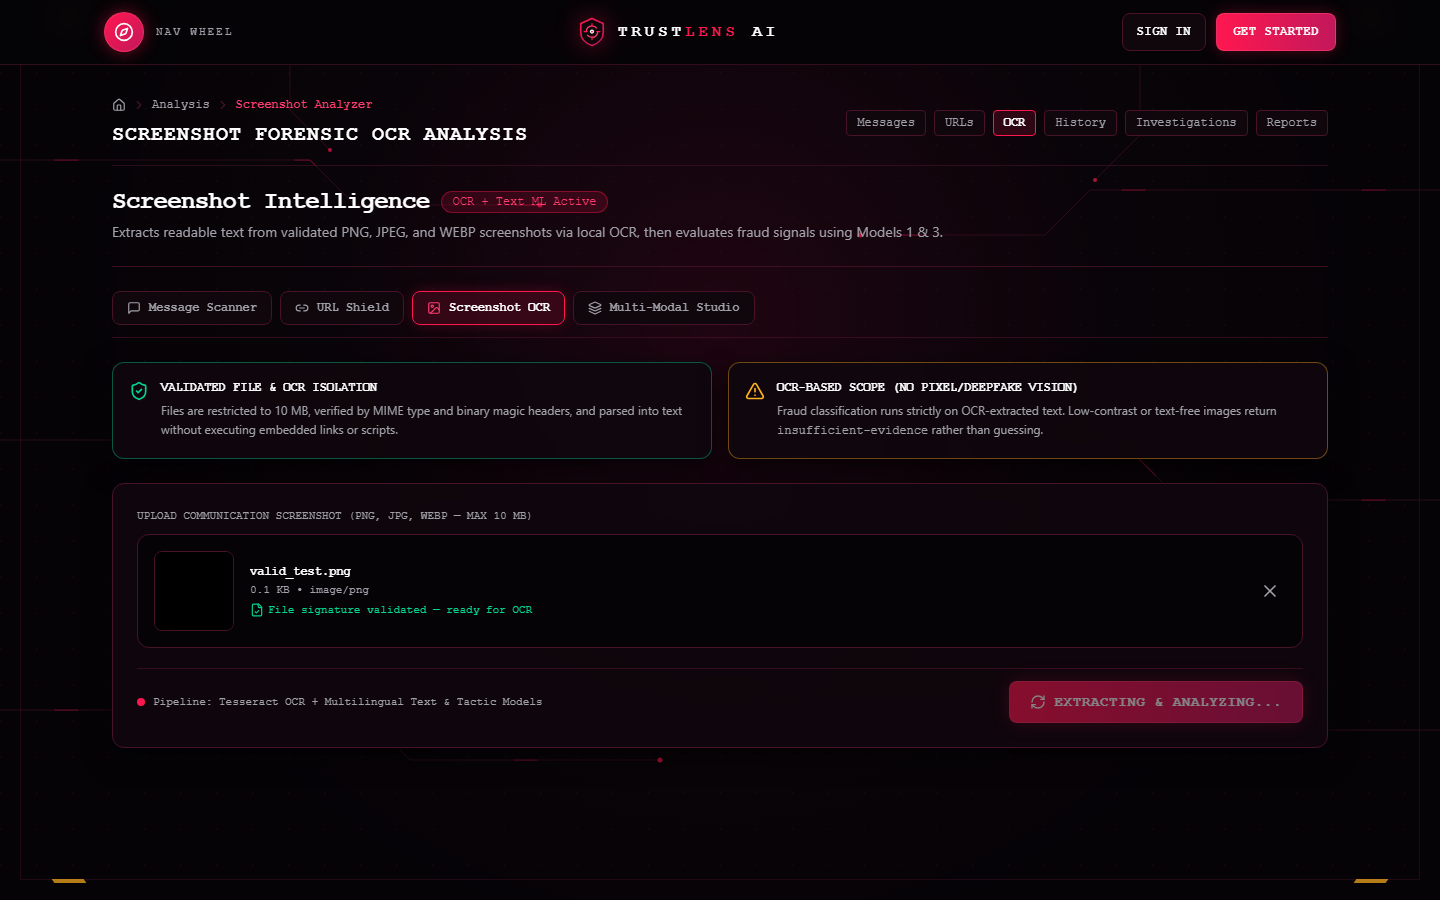 NAV WHEEL
TRUSTLENS AI
SIGN IN
GET STARTED
Analysis
Screenshot Analyzer
SCREENSHOT FORENSIC OCR ANALYSIS
Messages
URLs
OCR
History
Investigations
Reports
Screenshot Intelligence
OCR + Text ML Active
Extracts readable text from validated PNG, JPEG, and WEBP screenshots via local OCR, then evaluates fraud signals using Models 1 & 3.
Message Scanner
URL Shield
Screenshot OCR
Multi-Modal Studio
VALIDATED FILE & OCR ISOLATION
Files are restricted to 10 MB, verified by MIME type and binary magic headers, and parsed into text
without executing embedded links or scripts.
OCR-BASED SCOPE (NO PIXEL/DEEPFAKE VISION)
Fraud classification runs strictly on OCR-extracted text. Low-contrast or text-free images return
insufficient-evidence rather than guessing.
UPLOAD COMMUNICATION SCREENSHOT (PNG, JPG, WEBP — MAX 10 MB)
valid_test.png
0.1 KB • image/png
File signature validated — ready for OCR
Pipeline: Tesseract OCR + Multilingual Text & Tactic Models
EXTRACTING & ANALYZING...